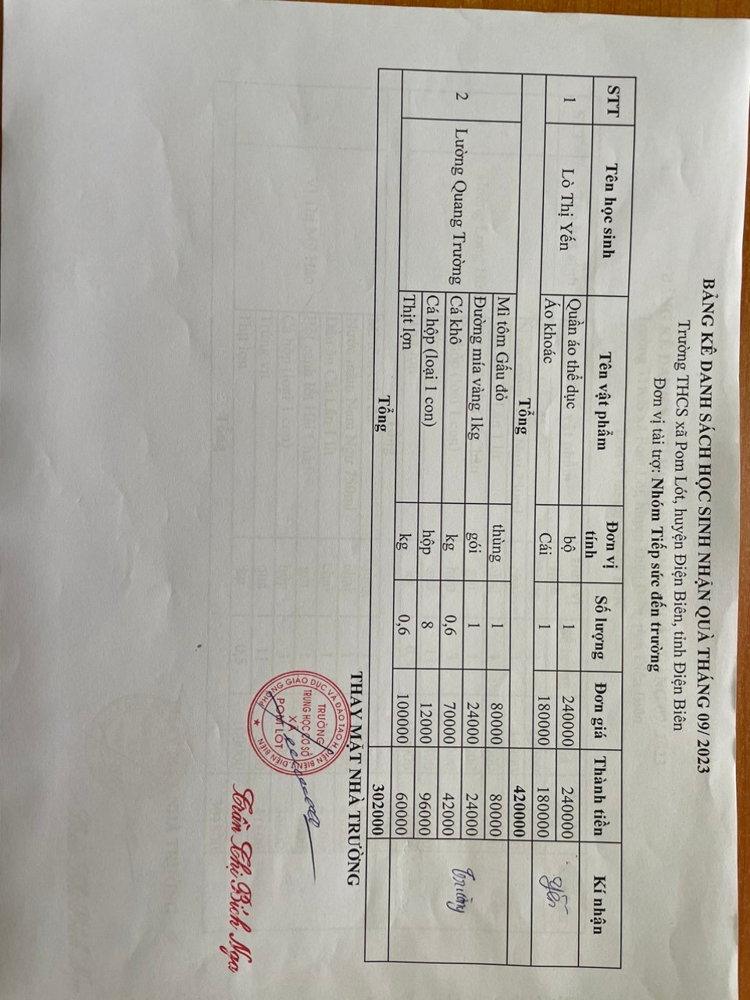 BẢNG KÊ DANH SÁCH HỌC SINH NHẬN QUÀ THÁNG 09/ 2023
Trường THCS xã Pom Lót, huyện Điện Biên, tỉnh Điện Biên
Đơn vị tài trợ: Nhóm Tiếp sức đến trường
STT Tên học sinh Tên vật phẩm Đơn vị tính Số lượng Đơn giá Thành tiền Kí nhận
1 Lò Thị Yến Quần áo thể dục bộ 1 240000 240000 Yến
Áo khoác Cái 1 180000 180000
Tổng 420000
2 Lường Quang Trường Mì tôm Gấu đỏ thùng 1 80000 80000 Trường
Đường mía vàng 1kg gói 1 24000 24000
Cá khô kg 0,6 70000 42000
Cá hộp (loại 1 con) hộp 8 12000 96000
Thịt lợn kg 0,6 100000 60000
Tổng 302000
THAY MẶT NHÀ TRƯỜNG
PHÒNG GIÁO DỤC VÀ ĐÀO TẠO H. ĐIỆN BIÊN T. ĐIỆN BIÊN
TRƯỜNG
TRUNG HỌC CƠ SỞ
XÃ
POM LÓT
Trần Thị Bích Nga